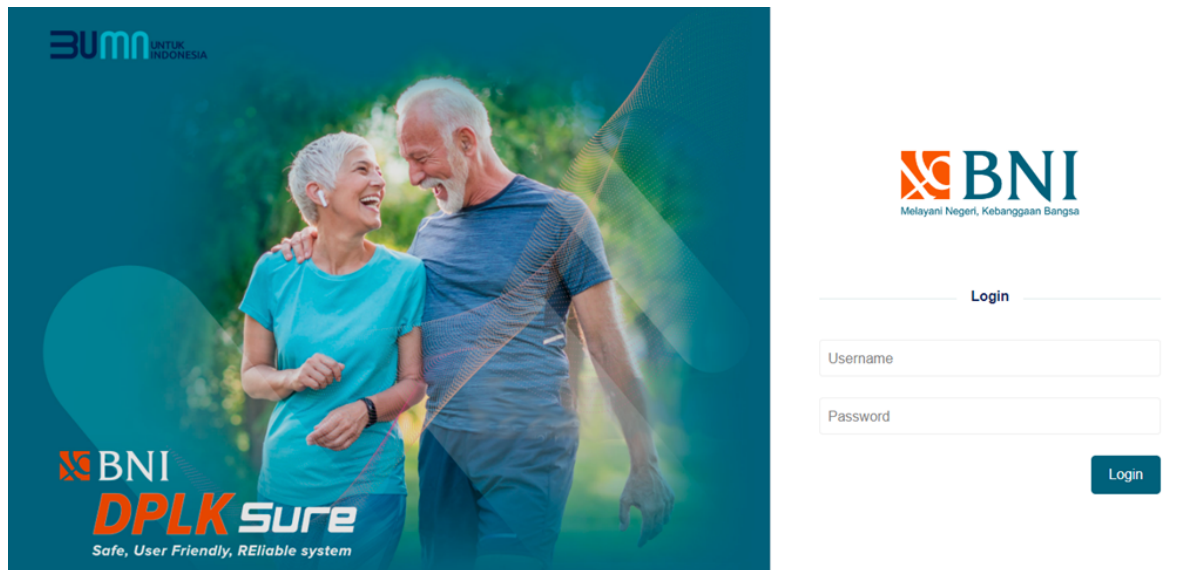 BUMN UNTUK
INDONESIA
BNI
DPLK Sure
Safe, User Friendly, REliable system
BNI
Melayani Negeri, Kebanggaan Bangsa
Login
Username
Password
Login